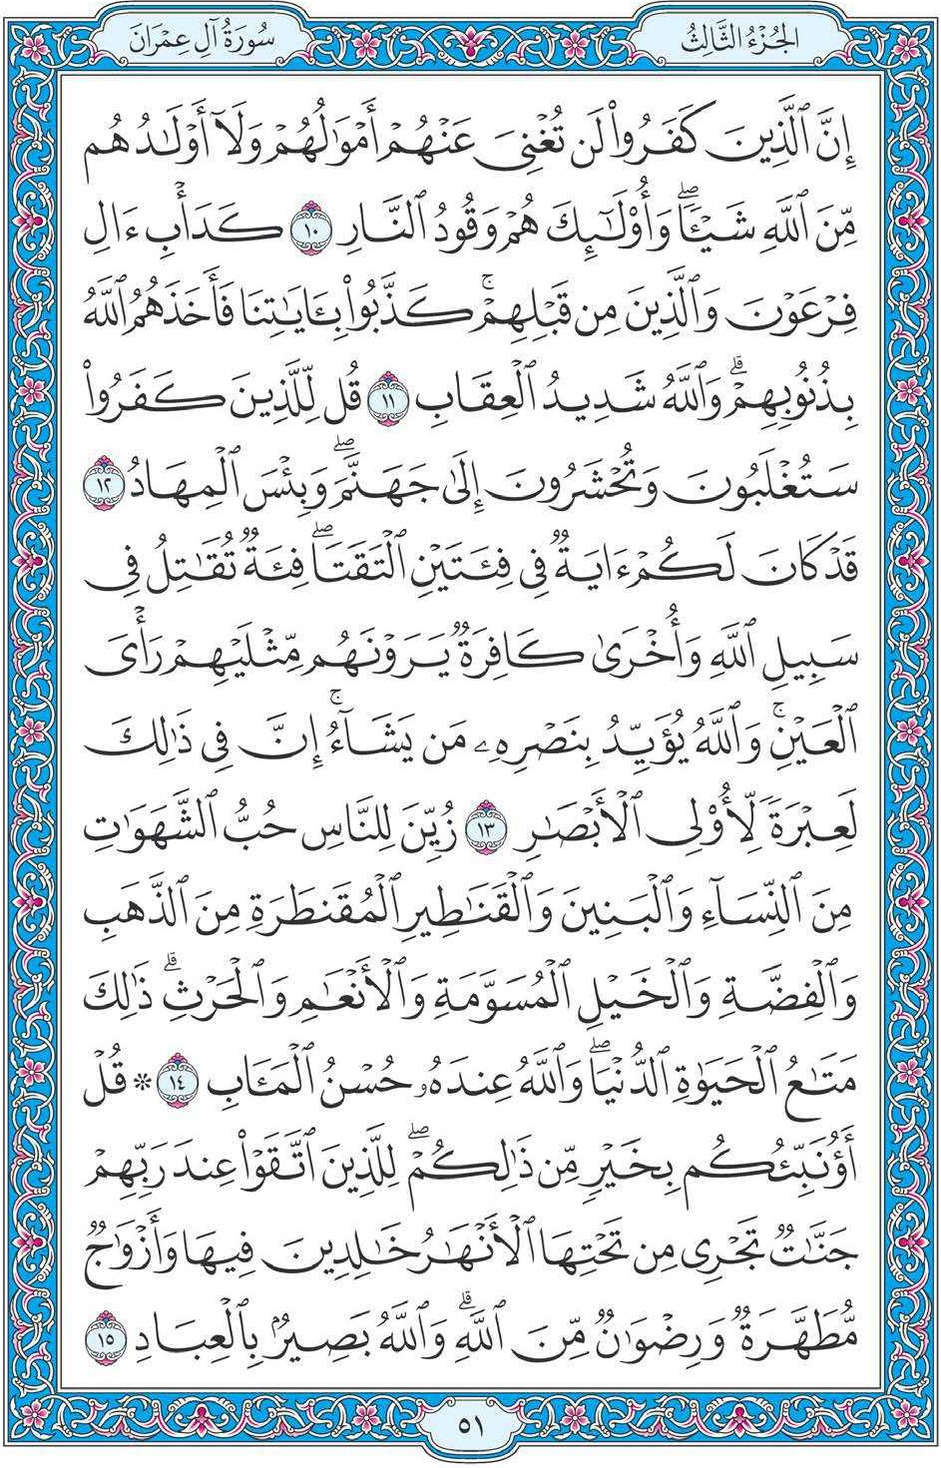 الجُزْءُ الثَّالِثُ
سُورَةُ آلِ عِمْرَانَ
إِنَّ ٱلَّذِينَ كَفَرُواْ لَن تُغْنِىَ عَنْهُمْ أَمْوَٰلُهُمْ وَلَآ أَوْلَٰدُهُم
مِّنَ ٱللَّهِ شَيْـًٔاۖ وَأُوْلَٰٓئِكَ هُمْ وَقُودُ ٱلنَّارِ ١٠ كَدَأْبِ ءَالِ
فِرْعَوْنَ وَٱلَّذِينَ مِن قَبْلِهِمْۚ كَذَّبُواْ بِـَٔايَٰتِنَا فَأَخَذَهُمُ ٱللَّهُ
بِذُنُوبِهِمْۗ وَٱللَّهُ شَدِيدُ ٱلْعِقَابِ ١١ قُل لِّلَّذِينَ كَفَرُواْ
سَتُغْلَبُونَ وَتُحْشَرُونَ إِلَىٰ جَهَنَّمَۖ وَبِئْسَ ٱلْمِهَادُ ١٢
قَدْ كَانَ لَكُمْ ءَايَةٌ فِى فِئَتَيْنِ ٱلْتَقَتَاۖ فِئَةٌ تُقَٰتِلُ فِى
سَبِيلِ ٱللَّهِ وَأُخْرَىٰ كَافِرَةٌ يَرَوْنَهُم مِّثْلَيْهِمْ رَأْىَ
ٱلْعَيْنِۚ وَٱللَّهُ يُؤَيِّدُ بِنَصْرِهِۦ مَن يَشَآءُۚ إِنَّ فِى ذَٰلِكَ
لَعِبْرَةً لِّأُوْلِى ٱلْأَبْصَٰرِ ١٣ زُيِّنَ لِلنَّاسِ حُبُّ ٱلشَّهَوَٰتِ
مِنَ ٱلنِّسَآءِ وَٱلْبَنِينَ وَٱلْقَنَٰطِيرِ ٱلْمُقَنطَرَةِ مِنَ ٱلذَّهَبِ
وَٱلْفِضَّةِ وَٱلْخَيْلِ ٱلْمُسَوَّمَةِ وَٱلْأَنْعَٰمِ وَٱلْحَرْثِۗ ذَٰلِكَ
مَتَٰعُ ٱلْحَيَوٰةِ ٱلدُّنْيَاۖ وَٱللَّهُ عِندَهُۥ حُسْنُ ٱلْمَـَٔابِ ١٤ * قُلْ
أَؤُنَبِّئُكُم بِخَيْرٍ مِّن ذَٰلِكُمْۖ لِلَّذِينَ ٱتَّقَوْاْ عِندَ رَبِّهِمْ
جَنَّٰتٌ تَجْرِى مِن تَحْتِهَا ٱلْأَنْهَٰرُ خَٰلِدِينَ فِيهَا وَأَزْوَٰجٌ
مُّطَهَّرَةٌ وَرِضْوَٰنٌ مِّنَ ٱللَّهِۗ وَٱللَّهُ بَصِيرٌۢ بِٱلْعِبَادِ ١٥
٥١